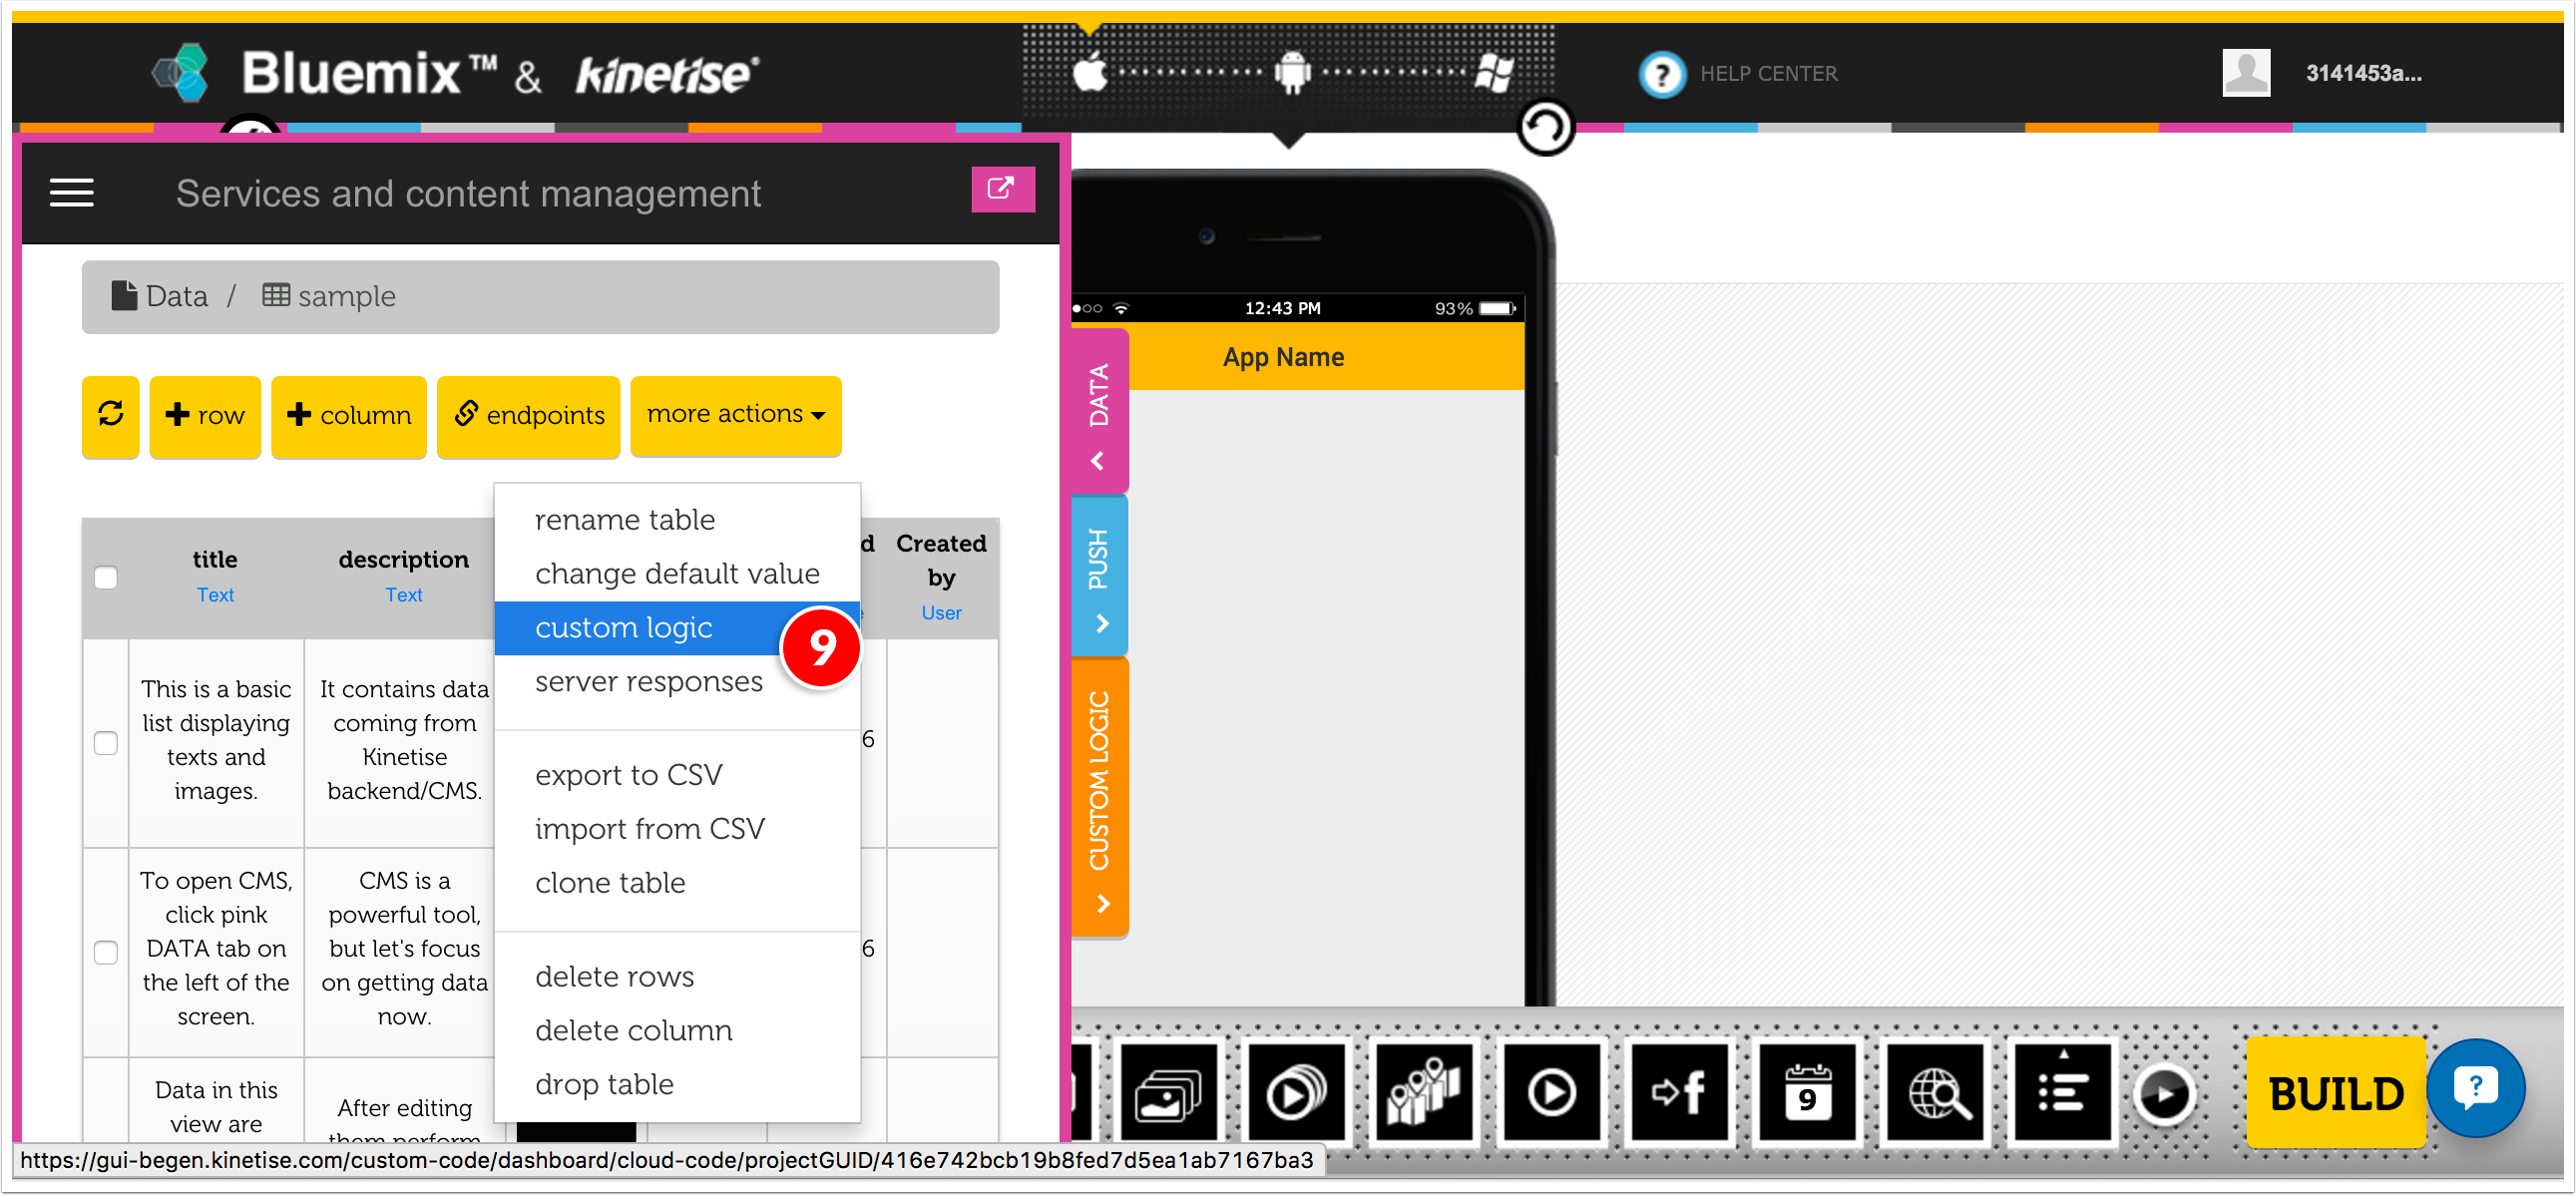 Bluemix™ & kinetise®
HELP CENTER
3141453a...
Services and content management
Data / sample
row
column
endpoints
more actions
title
Text
description
Text
d
Created
by
User
rename table
change default value
custom logic
9
server responses
export to CSV
import from CSV
clone table
delete rows
delete column
drop table
This is a basic
list displaying
texts and
images.
It contains data
coming from
Kinetise
backend/CMS.
6
To open CMS,
click pink
DATA tab on
the left of the
screen.
CMS is a
powerful tool,
but let's focus
on getting data
now.
6
Data in this
view are
After editing
them perform
12:43 PM
93%
App Name
DATA
PUSH
CUSTOM LOGIC
f
9
BUILD
?
https://gui-begen.kinetise.com/custom-code/dashboard/cloud-code/projectGUID/416e742bcb19b8fed7d5ea1ab7167ba3